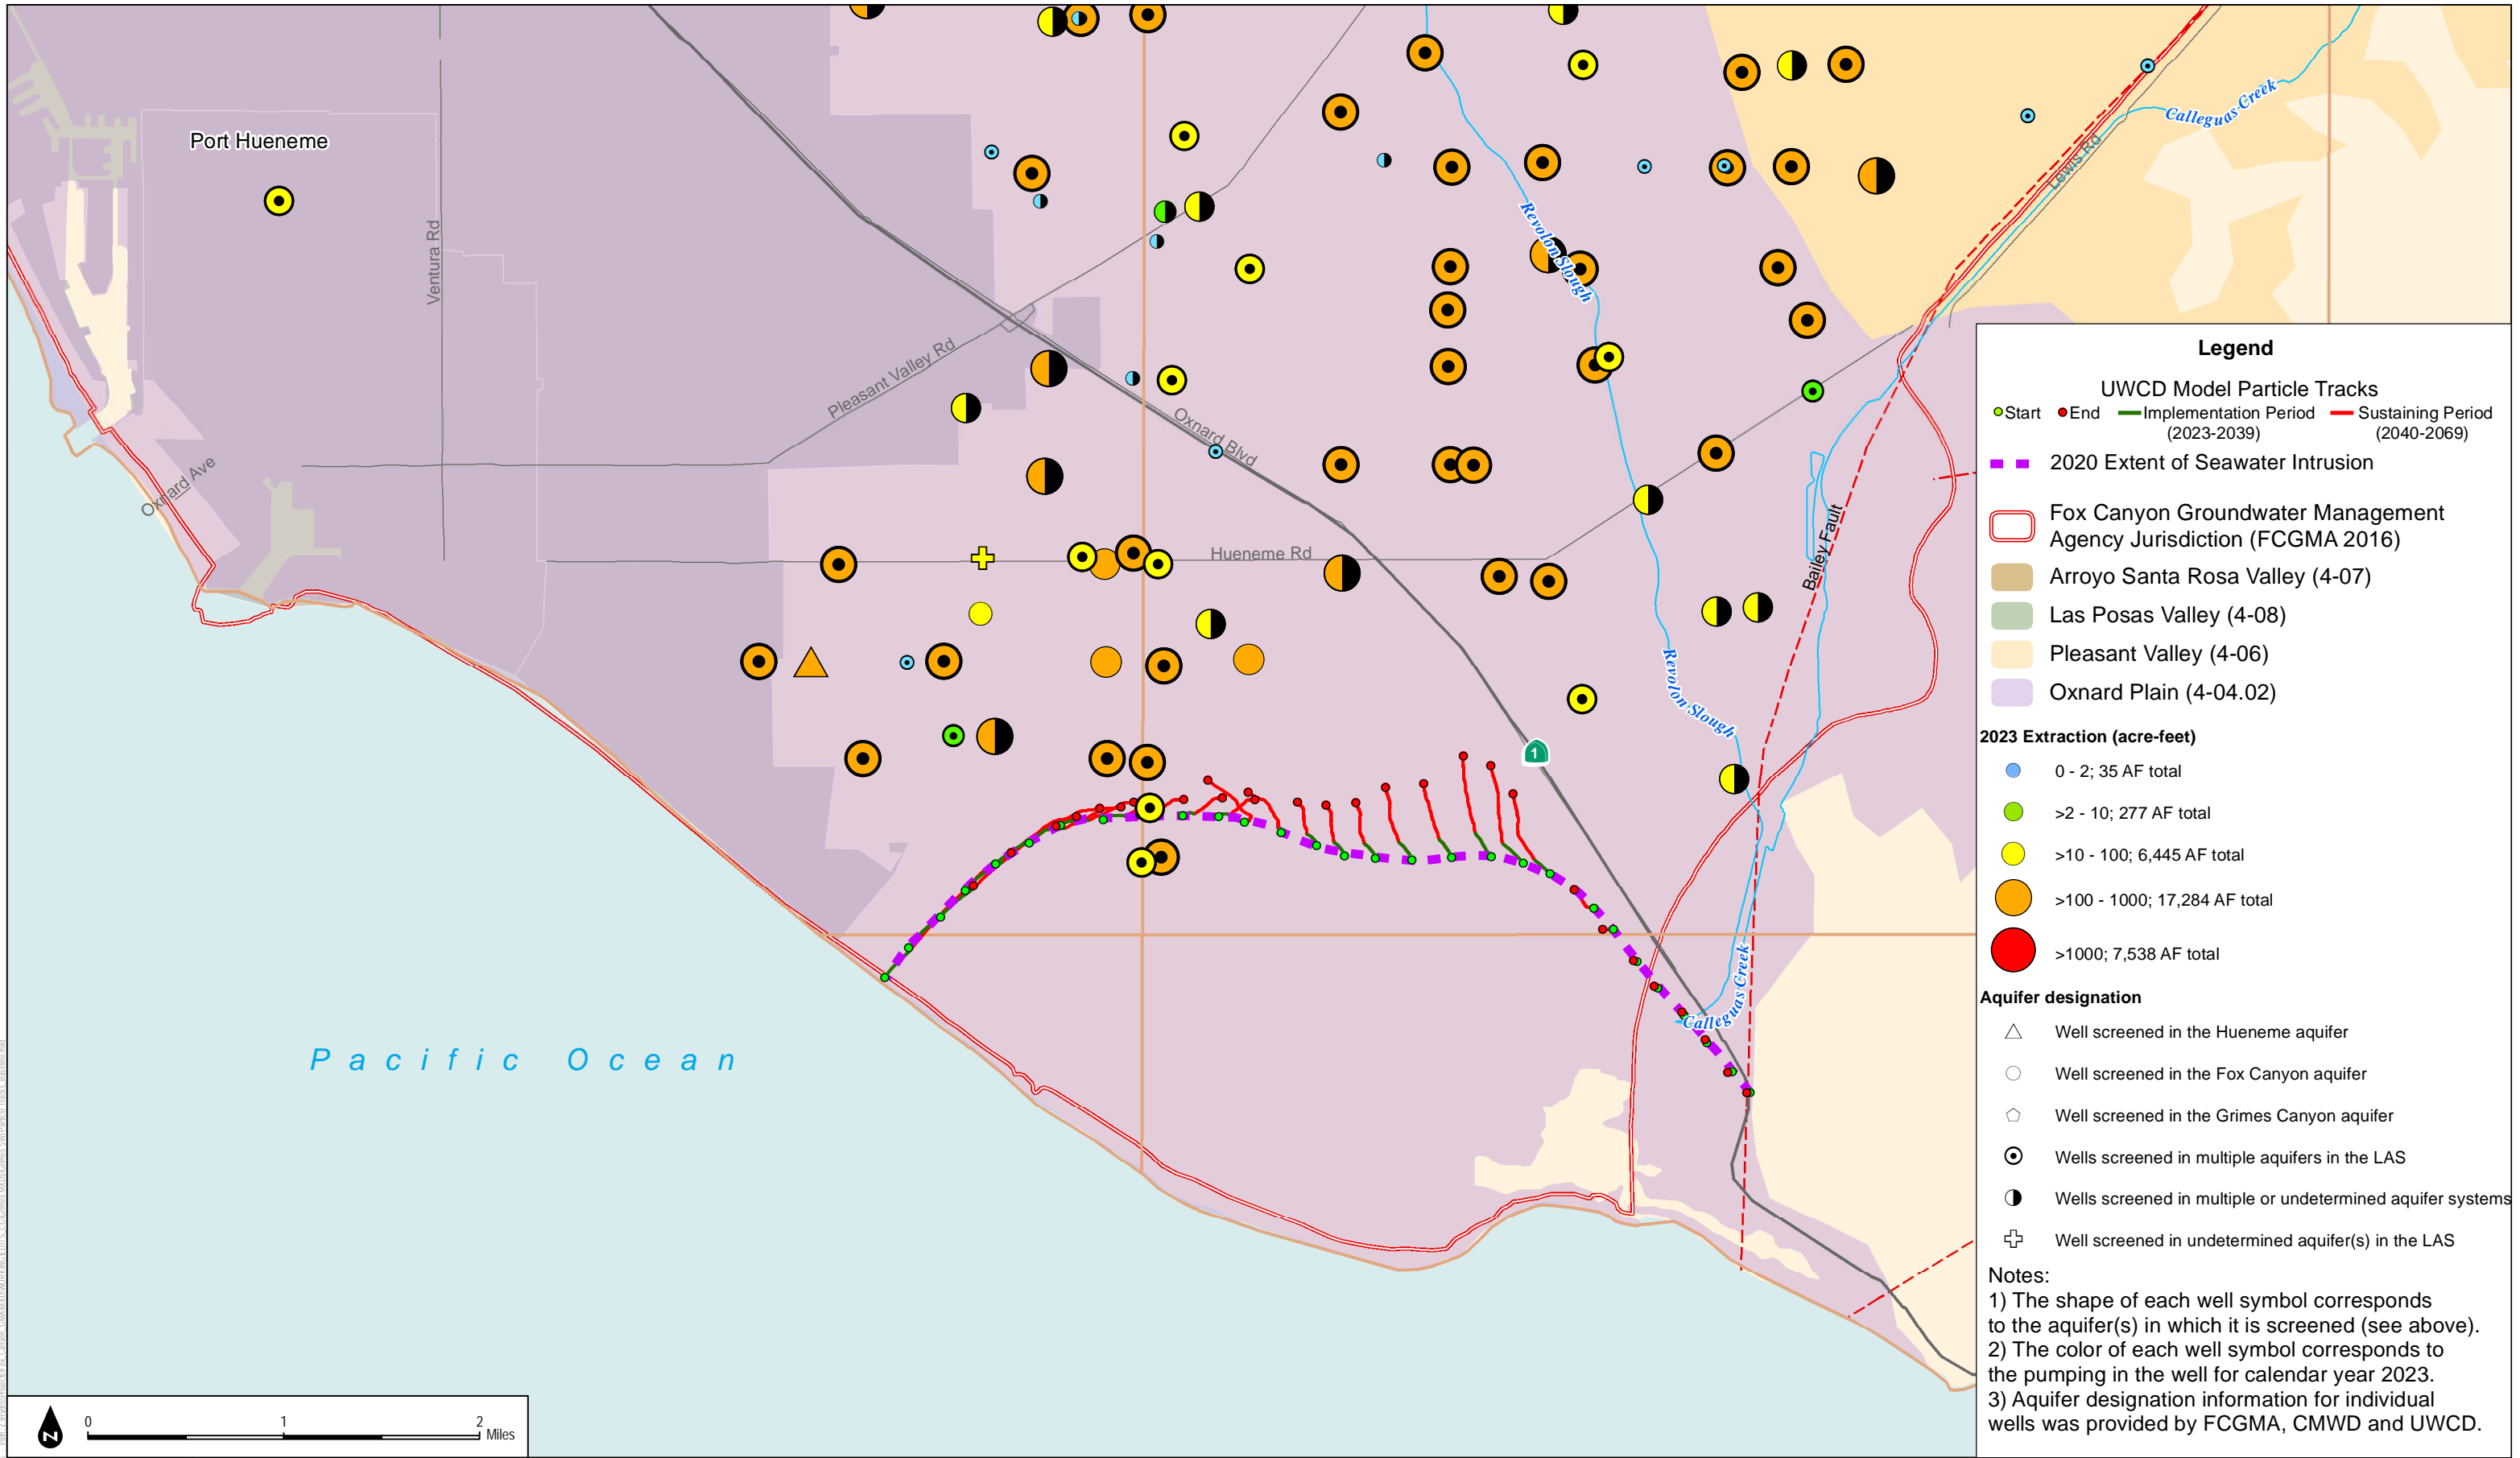 Port Hueneme
Ventura Rd
Oxnard Ave
Pleasant Valley Rd
Oxnard Blvd
Hueneme Rd
Revolon Slough
Revolon Slough
Calleguas Creek
Lewis Rd
Bailey Fault
1
Calleguas Creek
Pacific Ocean
N
0 1 2
Miles
Legend
UWCD Model Particle Tracks
Start End Implementation Period Sustaining Period
(2023-2039) (2040-2069)
2020 Extent of Seawater Intrusion
Fox Canyon Groundwater Management
Agency Jurisdiction (FCGMA 2016)
Arroyo Santa Rosa Valley (4-07)
Las Posas Valley (4-08)
Pleasant Valley (4-06)
Oxnard Plain (4-04.02)
2023 Extraction (acre-feet)
0 - 2; 35 AF total
>2 - 10; 277 AF total
>10 - 100; 6,445 AF total
>100 - 1000; 17,284 AF total
>1000; 7,538 AF total
Aquifer designation
Well screened in the Hueneme aquifer
Well screened in the Fox Canyon aquifer
Well screened in the Grimes Canyon aquifer
Wells screened in multiple aquifers in the LAS
Wells screened in multiple or undetermined aquifer systems
Well screened in undetermined aquifer(s) in the LAS
Notes:
1) The shape of each well symbol corresponds
to the aquifer(s) in which it is screened (see above).
2) The color of each well symbol corresponds to
the pumping in the well for calendar year 2023.
3) Aquifer designation information for individual
wells was provided by FCGMA, CMWD and UWCD.